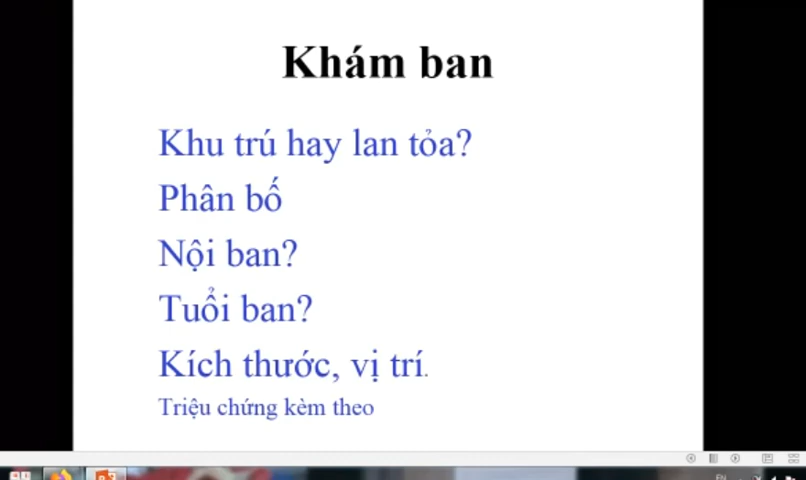 Khám ban
Khu trú hay lan tỏa?
Phân bố
Nội ban?
Tuổi ban?
Kích thước, vị trí.
Triệu chứng kèm theo